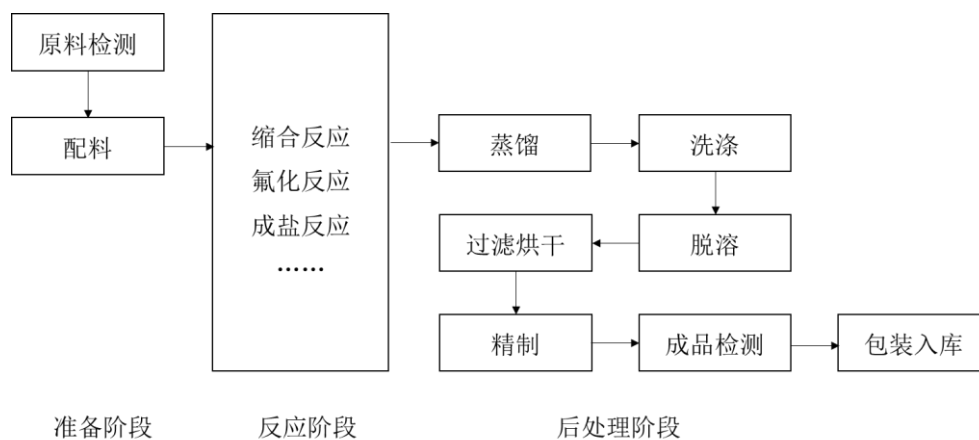 原料检测
配料
缩合反应
氟化反应
成盐反应
……
蒸馏
洗涤
脱溶
过滤烘干
精制
成品检测
包装入库
准备阶段
反应阶段
后处理阶段